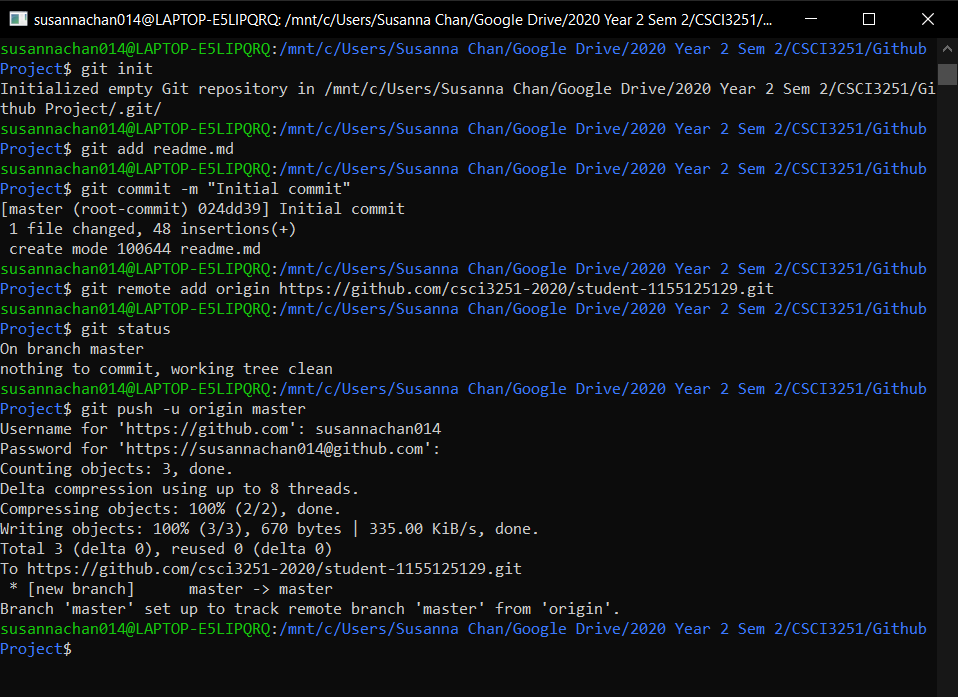 susannachan014@LAPTOP-E5LIPQRQ: /mnt/c/Users/Susanna Chan/Google Drive/2020 Year 2 Sem 2/CSCI3251/...
susannachan014@LAPTOP-E5LIPQRQ:/mnt/c/Users/Susanna Chan/Google Drive/2020 Year 2 Sem 2/CSCI3251/Github
Project$ git init
Initialized empty Git repository in /mnt/c/Users/Susanna Chan/Google Drive/2020 Year 2 Sem 2/CSCI3251/Gi
thub Project/.git/
susannachan014@LAPTOP-E5LIPQRQ:/mnt/c/Users/Susanna Chan/Google Drive/2020 Year 2 Sem 2/CSCI3251/Github
Project$ git add readme.md
susannachan014@LAPTOP-E5LIPQRQ:/mnt/c/Users/Susanna Chan/Google Drive/2020 Year 2 Sem 2/CSCI3251/Github
Project$ git commit -m "Initial commit"
[master (root-commit) 024dd39] Initial commit
 1 file changed, 48 insertions(+)
 create mode 100644 readme.md
susannachan014@LAPTOP-E5LIPQRQ:/mnt/c/Users/Susanna Chan/Google Drive/2020 Year 2 Sem 2/CSCI3251/Github
Project$ git remote add origin https://github.com/csci3251-2020/student-1155125129.git
susannachan014@LAPTOP-E5LIPQRQ:/mnt/c/Users/Susanna Chan/Google Drive/2020 Year 2 Sem 2/CSCI3251/Github
Project$ git status
On branch master
nothing to commit, working tree clean
susannachan014@LAPTOP-E5LIPQRQ:/mnt/c/Users/Susanna Chan/Google Drive/2020 Year 2 Sem 2/CSCI3251/Github
Project$ git push -u origin master
Username for 'https://github.com': susannachan014
Password for 'https://susannachan014@github.com':
Counting objects: 3, done.
Delta compression using up to 8 threads.
Compressing objects: 100% (2/2), done.
Writing objects: 100% (3/3), 670 bytes | 335.00 KiB/s, done.
Total 3 (delta 0), reused 0 (delta 0)
To https://github.com/csci3251-2020/student-1155125129.git
 * [new branch]      master -> master
Branch 'master' set up to track remote branch 'master' from 'origin'.
susannachan014@LAPTOP-E5LIPQRQ:/mnt/c/Users/Susanna Chan/Google Drive/2020 Year 2 Sem 2/CSCI3251/Github
Project$